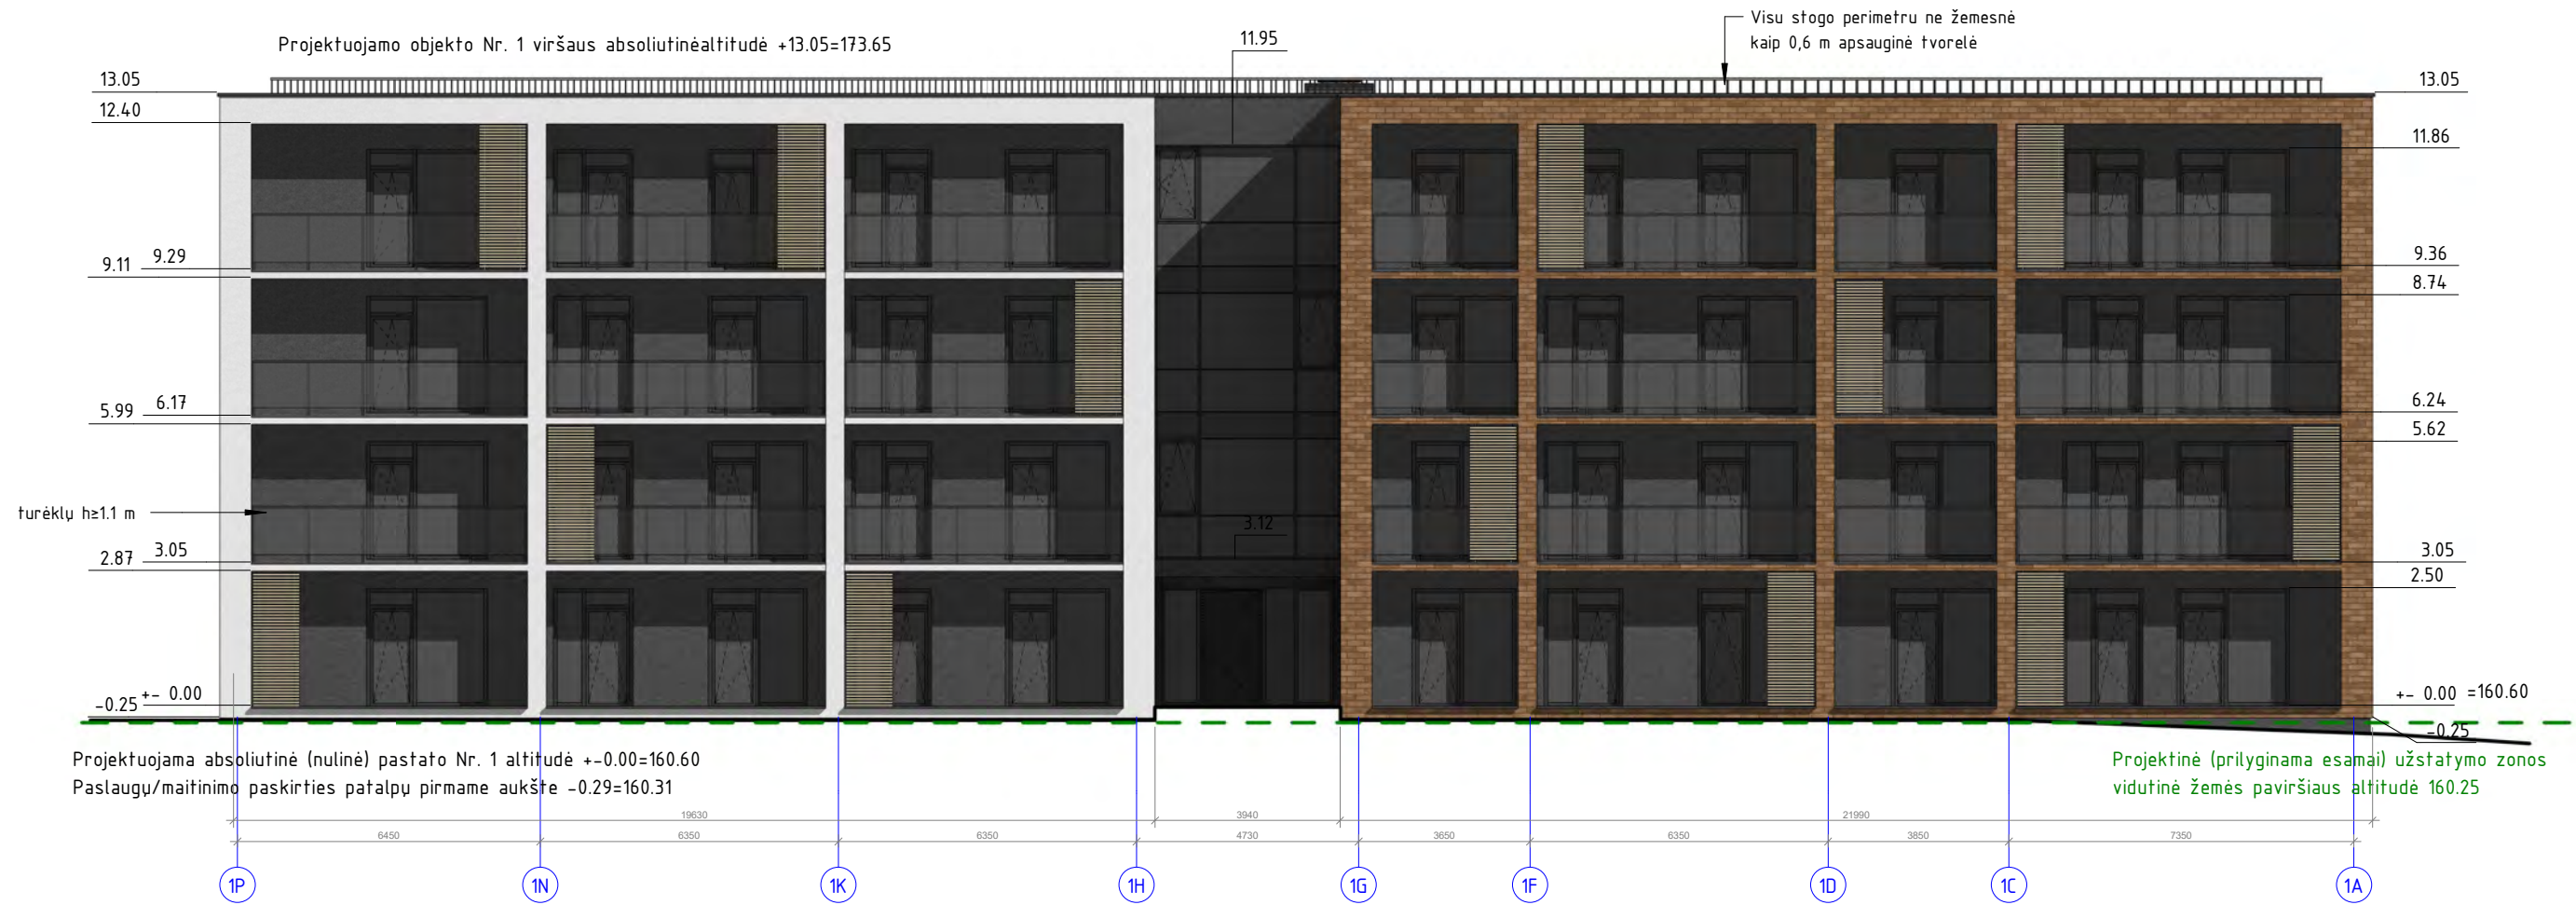 Visu stogo perimetru ne žemesnė
kaip 0,6 m apsauginė tvorelė
Projektuojamo objekto Nr. 1 viršaus absoliutinėaltitudė +13.05=173.65
11.95
13.05
13.05
12.40
11.86
9.29
9.11
9.36
8.74
6.17
5.99
6.24
5.62
turėklų h≥1.1 m
3.12
3.05
2.87
3.05
2.50
+- 0.00
-0.25
+- 0.00 =160.60
-0.25
Projektuojama absoliutinė (nulinė) pastato Nr. 1 altitudė +-0.00=160.60
Paslaugų/maitinimo paskirties patalpų pirmame aukšte -0.29=160.31
Projektinė (prilyginama esamai) užstatymo zonos
vidutinė žemės paviršiaus altitudė 160.25
19630 3940 21990
6450 6350 6350 4730 3650 6350 3850 7350
1P 1N 1K 1H 1G 1F 1D 1C 1A